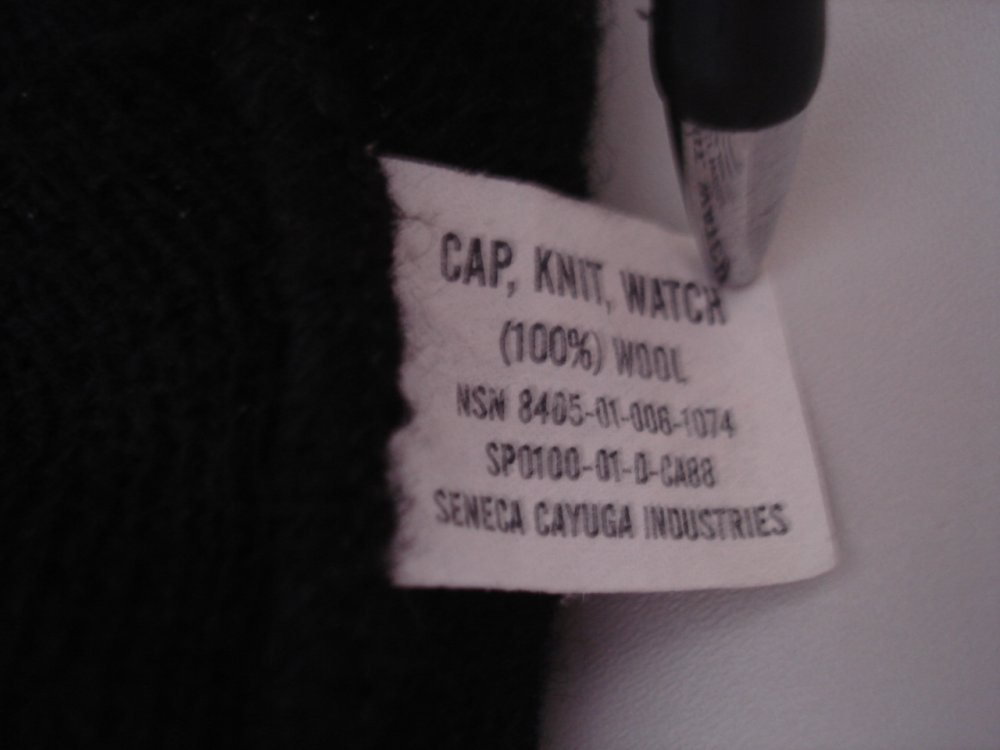 CAP, KNIT, WATCH
(100%) WOOL
NSN 8405-01-006-1074
SP0100-01-D-CA88
SENECA CAYUGA INDUSTRIES